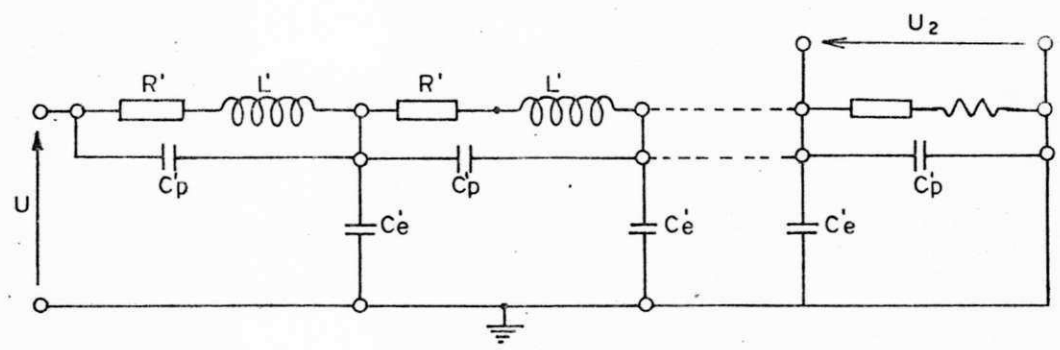 U₂
R' L' R' L'
C'p C'p C'p
U
C'e C'e C'e